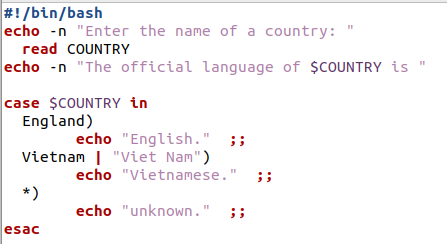 #!/bin/bash
echo -n "Enter the name of a country: "
  read COUNTRY
echo -n "The official language of $COUNTRY is "

case $COUNTRY in
  England)
        echo "English."  ;;
  Vietnam | "Viet Nam")
        echo "Vietnamese."  ;;
  *)
        echo "unknown."  ;;
esac